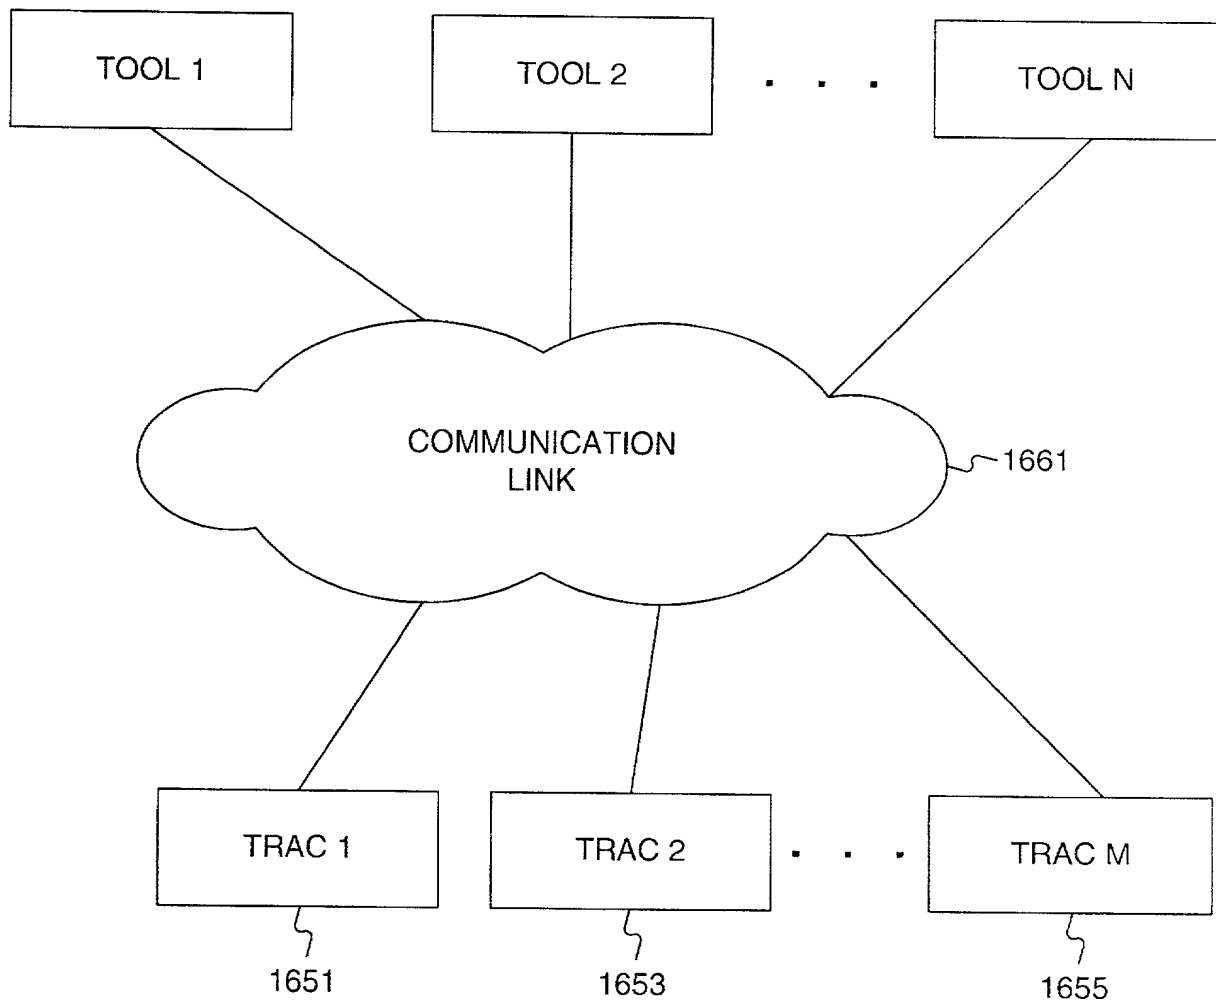 TOOL 1
TOOL 2
TOOL N
COMMUNICATION
LINK
1661
TRAC 1
TRAC 2
TRAC M
1651
1653
1655